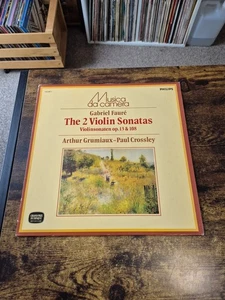 PHILIPS
Musica
da camera
Gabriel Fauré
The 2 Violin Sonatas
Violinsonaten op. 13 & 108
Arthur Grumiaux - Paul Crossley